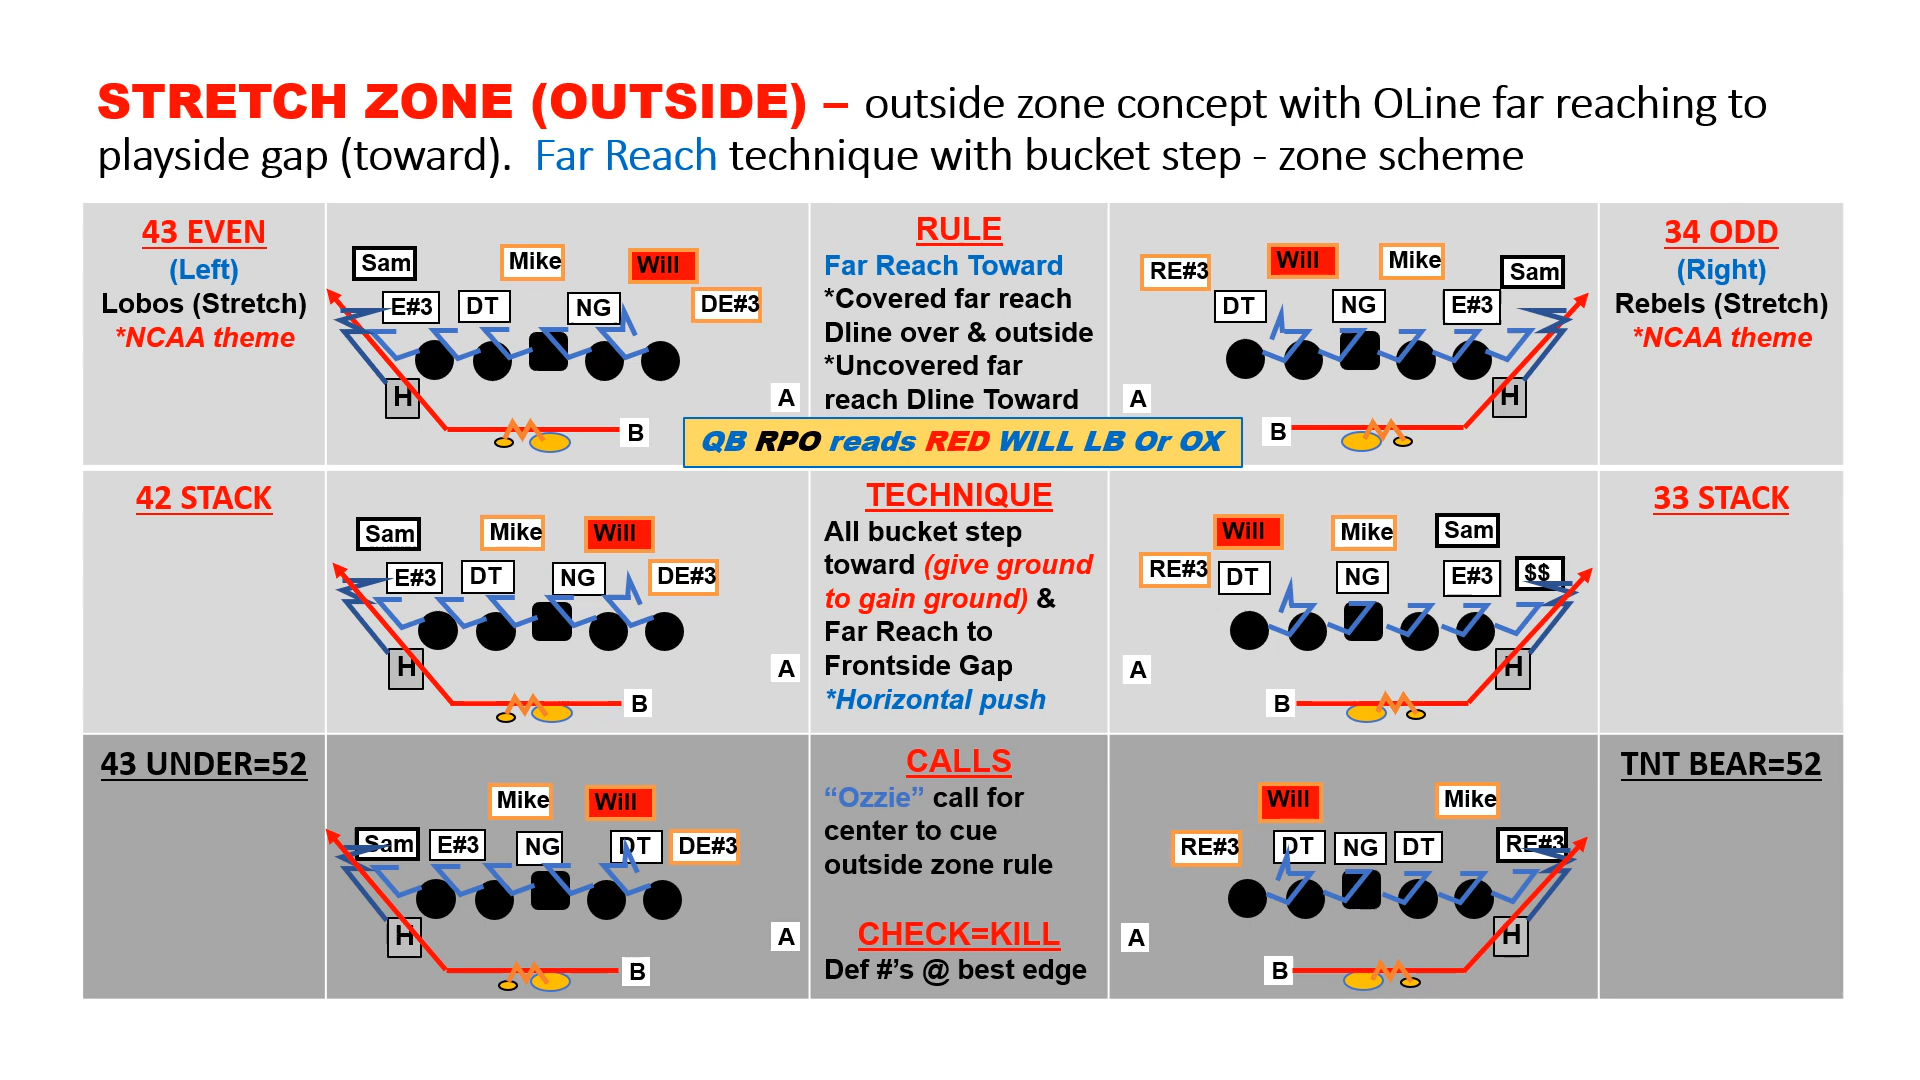 STRETCH ZONE (OUTSIDE) – outside zone concept with OLine far reaching to
playside gap (toward).  Far Reach technique with bucket step - zone scheme
43 EVEN
(Left)
Lobos (Stretch)
*NCAA theme
Sam
Mike
Will
E#3
DT
NG
DE#3
H
A
B
RULE
Far Reach Toward
*Covered far reach
Dline over & outside
*Uncovered far
reach Dline Toward
RE#3
Will
Mike
Sam
DT
NG
E#3
A
H
B
34 ODD
(Right)
Rebels (Stretch)
*NCAA theme
QB RPO reads RED WILL LB Or OX
42 STACK
Sam
Mike
Will
E#3
DT
NG
DE#3
H
A
B
TECHNIQUE
All bucket step
toward (give ground
to gain ground) &
Far Reach to
Frontside Gap
*Horizontal push
Will
Mike
Sam
RE#3
DT
NG
E#3
$$
A
H
B
33 STACK
43 UNDER=52
Mike
Will
Sam
E#3
NG
DT
DE#3
H
A
B
CALLS
“Ozzie” call for
center to cue
outside zone rule
CHECK=KILL
Def #’s @ best edge
Will
Mike
RE#3
DT
NG
DT
RE#3
A
H
B
TNT BEAR=52